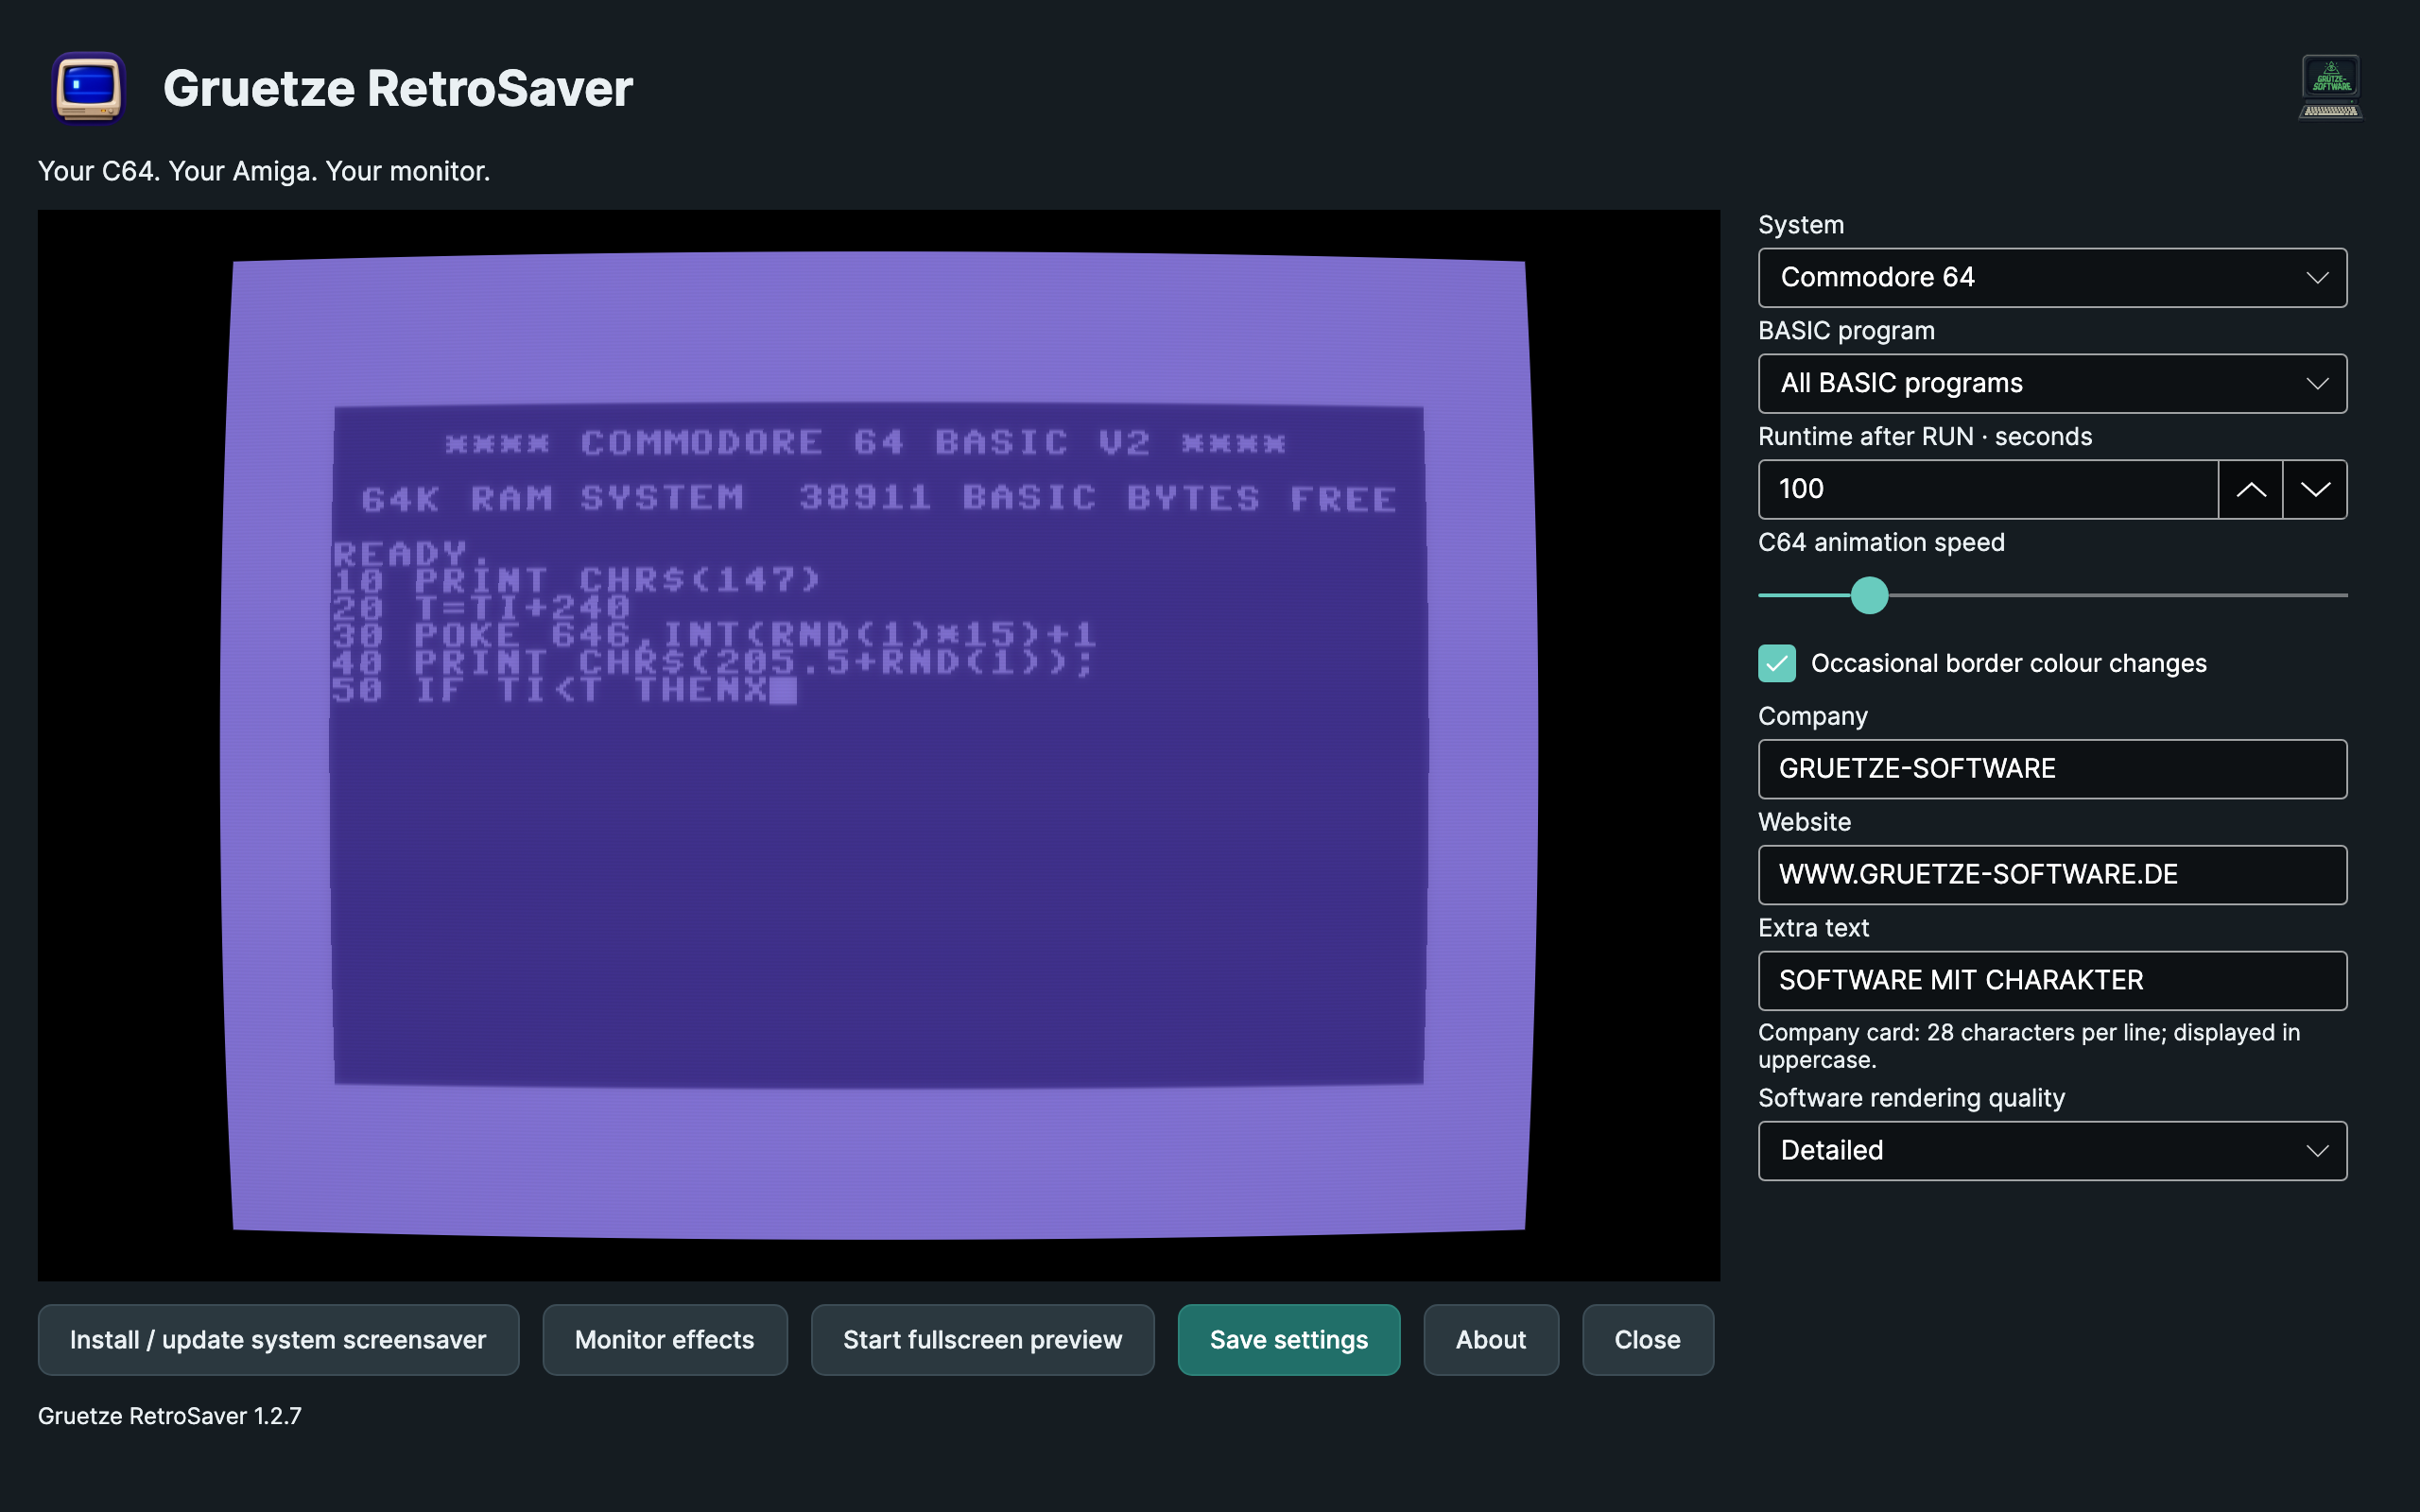 Gruetze RetroSaver
GRÜTZE-
SOFTWARE
Your C64. Your Amiga. Your monitor.
**** COMMODORE 64 BASIC V2 ****
64K RAM SYSTEM  38911 BASIC BYTES FREE
READY.
10 PRINT CHR$(147)
20 T=TI+240
30 POKE 646,INT(RND(1)*15)+1
40 PRINT CHR$(205.5+RND(1));
50 IF TI<T THENX
System
Commodore 64
BASIC program
All BASIC programs
Runtime after RUN · seconds
100
C64 animation speed
Occasional border colour changes
Company
GRUETZE-SOFTWARE
Website
WWW.GRUETZE-SOFTWARE.DE
Extra text
SOFTWARE MIT CHARAKTER
Company card: 28 characters per line; displayed in
uppercase.
Software rendering quality
Detailed
Install / update system screensaver
Monitor effects
Start fullscreen preview
Save settings
About
Close
Gruetze RetroSaver 1.2.7